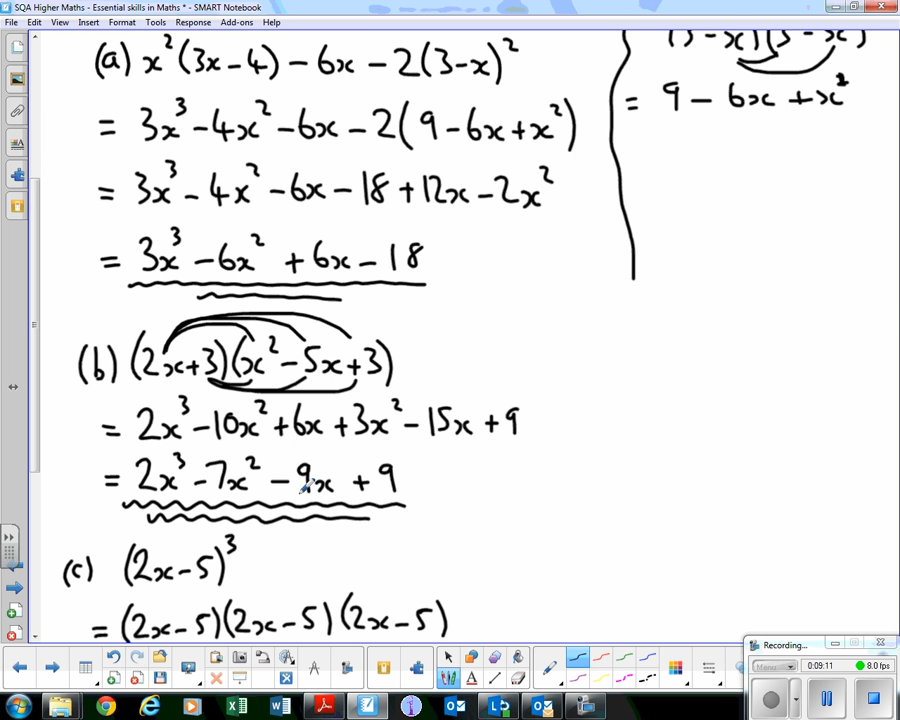 SQA Higher Maths - Essential skills in Maths * - SMART Notebook
File Edit View Insert Format Tools Response Add-ons Help
(a) x²(3x – 4) – 6x – 2(3–x)²
= 3x³ – 4x² – 6x – 2(9 – 6x + x²)
= 3x³ – 4x² – 6x – 18 + 12x – 2x²
= 3x³ – 6x² + 6x – 18
(3 – x)(3 – x)
= 9 – 6x + x²
(b) (2x+3)(x² – 5x + 3)
= 2x³ – 10x² + 6x + 3x² – 15x + 9
= 2x³ – 7x² – 9x + 9
(c) (2x – 5)³
= (2x – 5)(2x – 5)(2x – 5)
Recording...
Menu
0:09:11
8.0 fps